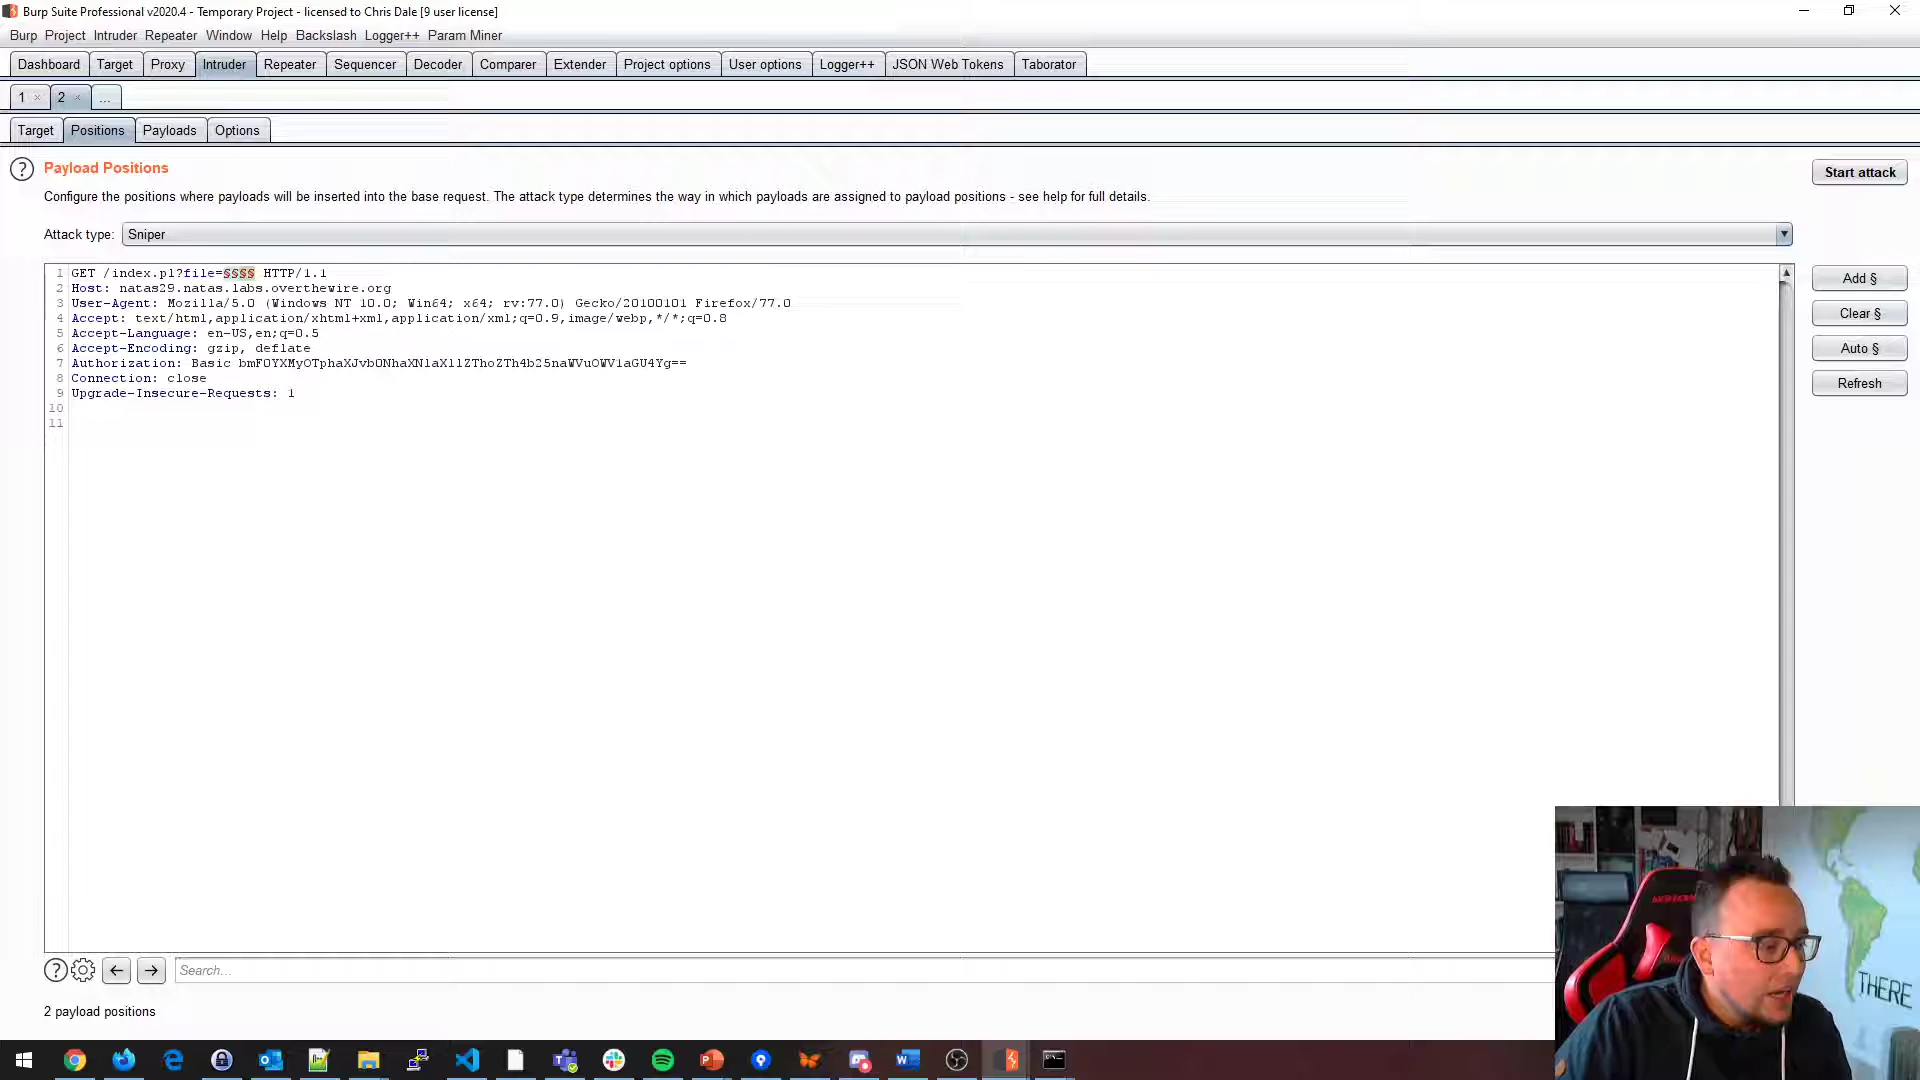 Burp Suite Professional v2020.4 - Temporary Project - licensed to Chris Dale [9 user license]
Burp Project Intruder Repeater Window Help Backslash Logger++ Param Miner
Dashboard Target Proxy Intruder Repeater Sequencer Decoder Comparer Extender Project options User options Logger++ JSON Web Tokens Taborator
1 × 2 × ...
Target Positions Payloads Options
? Payload Positions
Start attack
Configure the positions where payloads will be inserted into the base request. The attack type determines the way in which payloads are assigned to payload positions - see help for full details.
Attack type: Sniper
1 GET /index.pl?file=§§§§ HTTP/1.1
2 Host: natas29.natas.labs.overthewire.org
3 User-Agent: Mozilla/5.0 (Windows NT 10.0; Win64; x64; rv:77.0) Gecko/20100101 Firefox/77.0
4 Accept: text/html,application/xhtml+xml,application/xml;q=0.9,image/webp,*/*;q=0.8
5 Accept-Language: en-US,en;q=0.5
6 Accept-Encoding: gzip, deflate
7 Authorization: Basic
8 Connection: close
9 Upgrade-Insecure-Requests: 1
10
11
Add §
Clear §
Auto §
Refresh
? Search...
2 payload positions
THERE